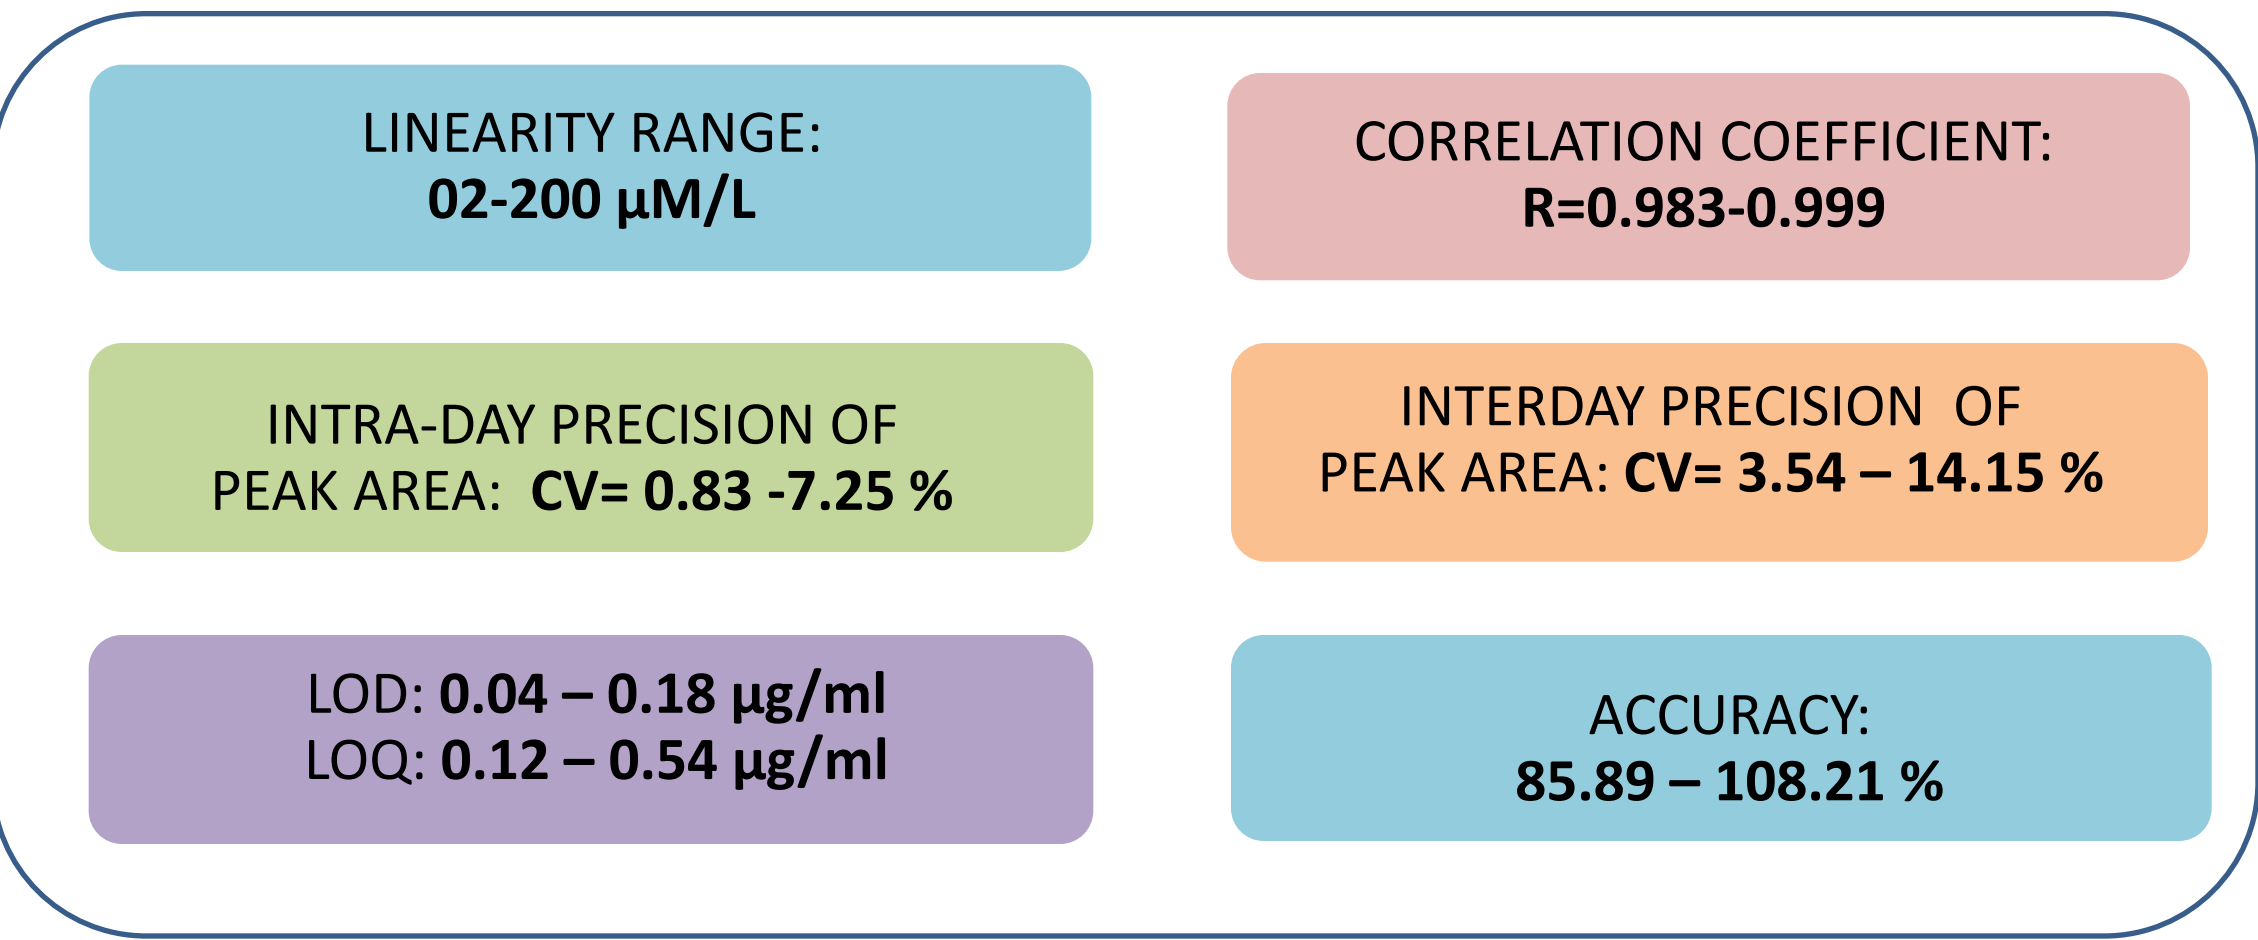 LINEARITY RANGE:
02-200 µM/L
CORRELATION COEFFICIENT:
R=0.983-0.999
INTRA-DAY PRECISION OF
PEAK AREA:  CV= 0.83 -7.25 %
INTERDAY PRECISION  OF
PEAK AREA: CV= 3.54 – 14.15 %
LOD: 0.04 – 0.18 µg/ml
LOQ: 0.12 – 0.54 µg/ml
ACCURACY:
85.89 – 108.21 %